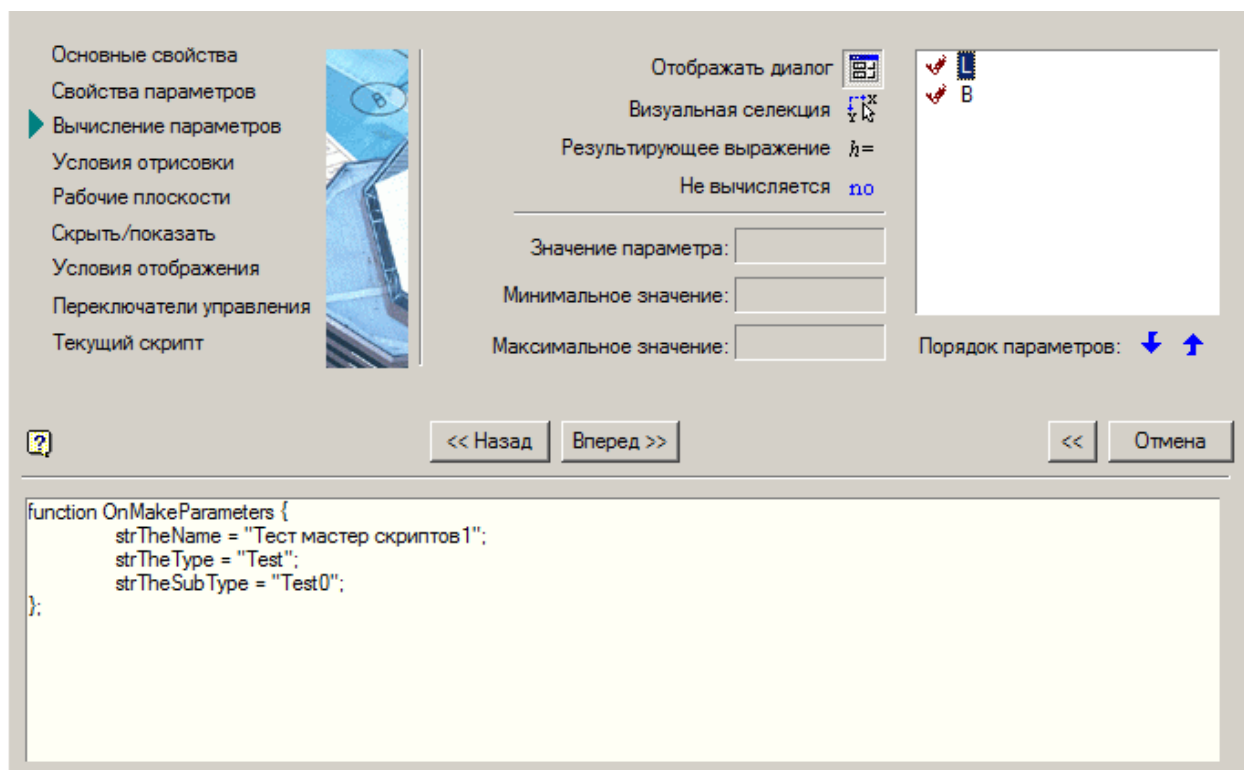 Основные свойства
Свойства параметров
Вычисление параметров
Условия отрисовки
Рабочие плоскости
Скрыть/показать
Условия отображения
Переключатели управления
Текущий скрипт
B
Отображать диалог
Визуальная селекция
Результирующее выражение h=
Не вычисляется no
Значение параметра:
Минимальное значение:
Максимальное значение:
L
B
Порядок параметров:
<< Назад
Вперед >>
<<
Отмена
function OnMakeParameters {
strTheName = "Тест мастер скриптов1";
strTheType = "Test";
strTheSubType = "Test0";
};